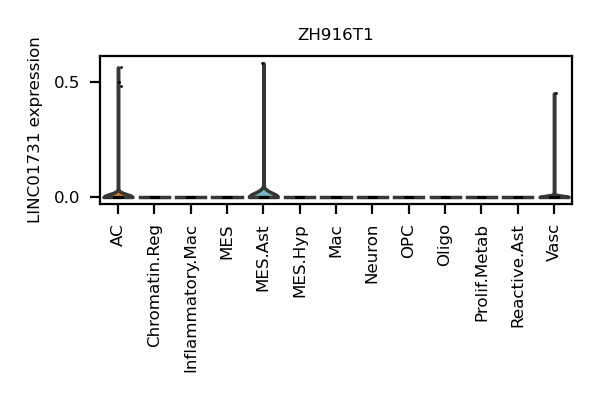 ZH916T1
LINC01731 expression
0.5
0.0
AC
Chromatin.Reg
Inflammatory.Mac
MES
MES.Ast
MES.Hyp
Mac
Neuron
OPC
Oligo
Prolif.Metab
Reactive.Ast
Vasc